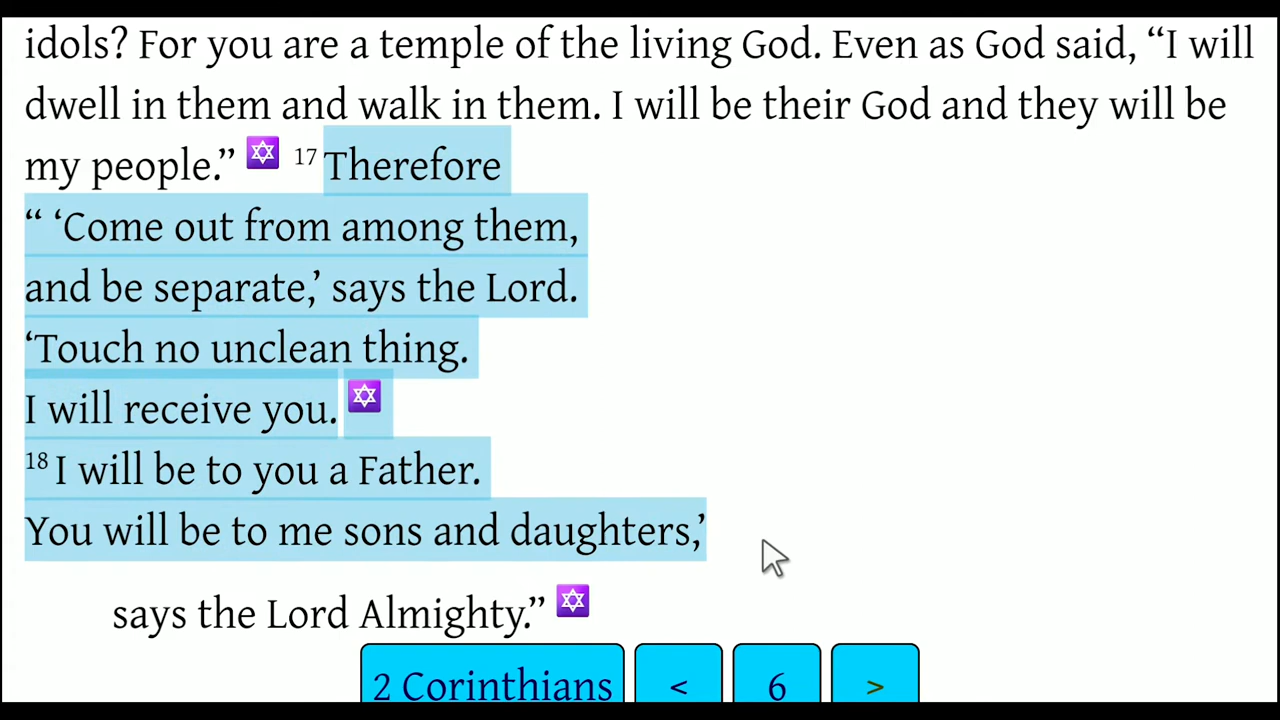 idols? For you are a temple of the living God. Even as God said, “I will
dwell in them and walk in them. I will be their God and they will be
my people.” ✡ 17 Therefore
“ ‘Come out from among them,
and be separate,’ says the Lord.
‘Touch no unclean thing.
I will receive you. ✡
18 I will be to you a Father.
You will be to me sons and daughters,’
says the Lord Almighty.” ✡
2 Corinthians < 6 >